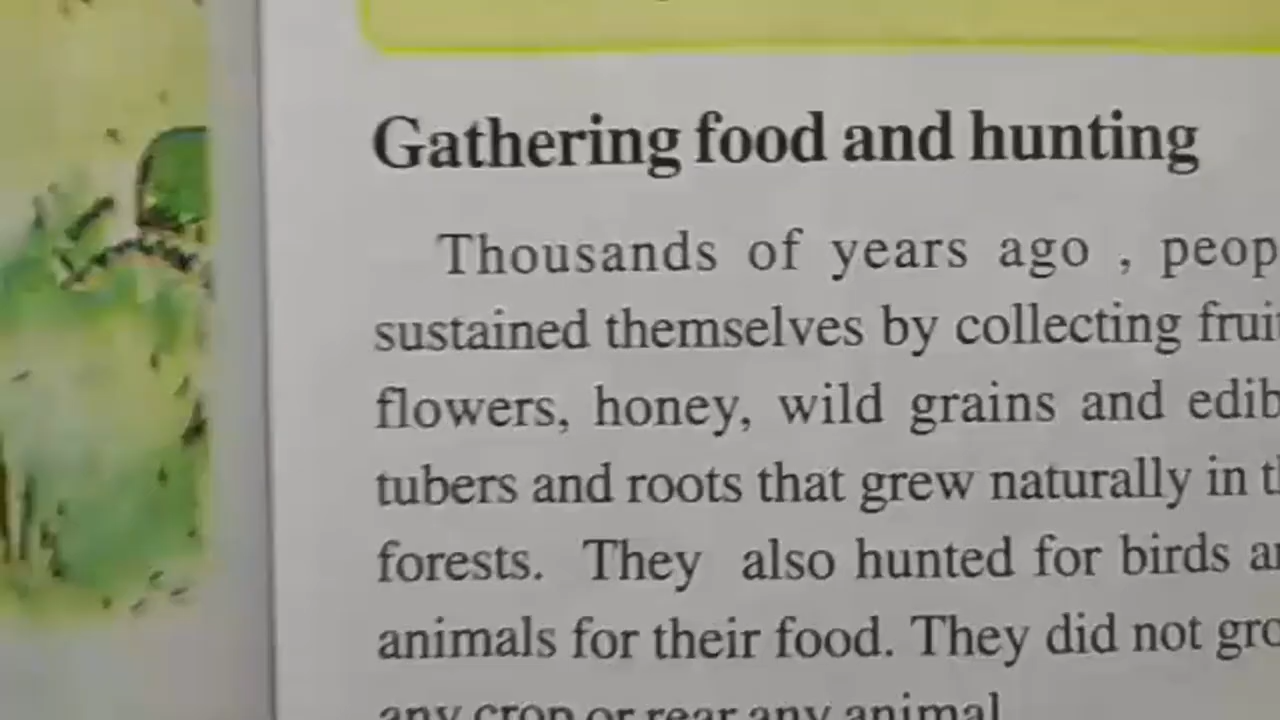 Gathering food and hunting
Thousands of years ago , peop
sustained themselves by collecting frui
flowers, honey, wild grains and edib
tubers and roots that grew naturally in t
forests. They also hunted for birds a
animals for their food. They did not gro
any crop or rear any animal